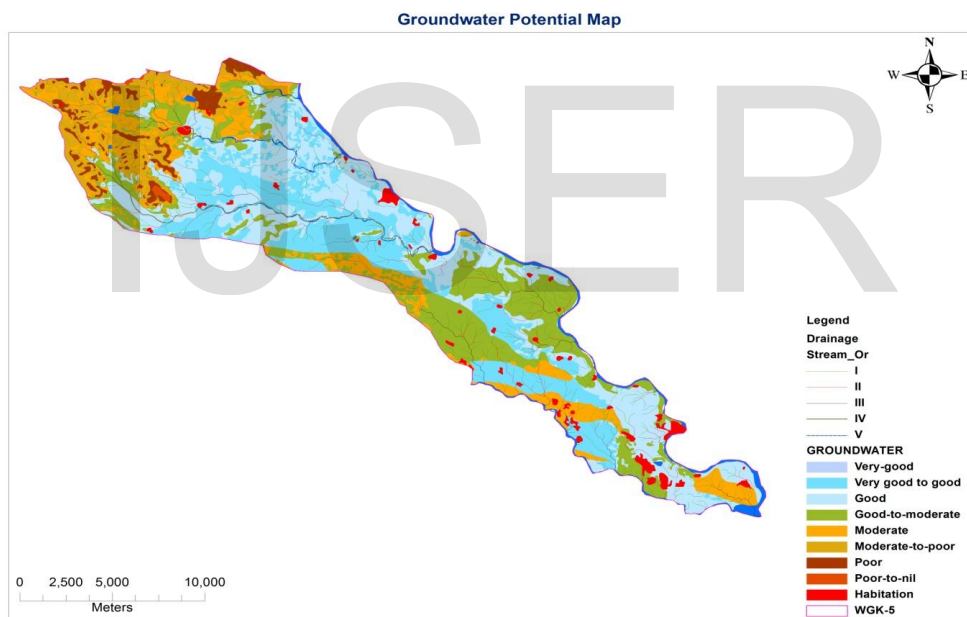 Groundwater Potential Map
N
W E
S
IJSER
Legend
Drainage
Stream_Or
I
II
III
IV
V
GROUNDWATER
Very-good
Very good to good
Good
Good-to-moderate
Moderate
Moderate-to-poor
Poor
Poor-to-nil
Habitation
WGK-5
0 2,500 5,000 10,000
Meters